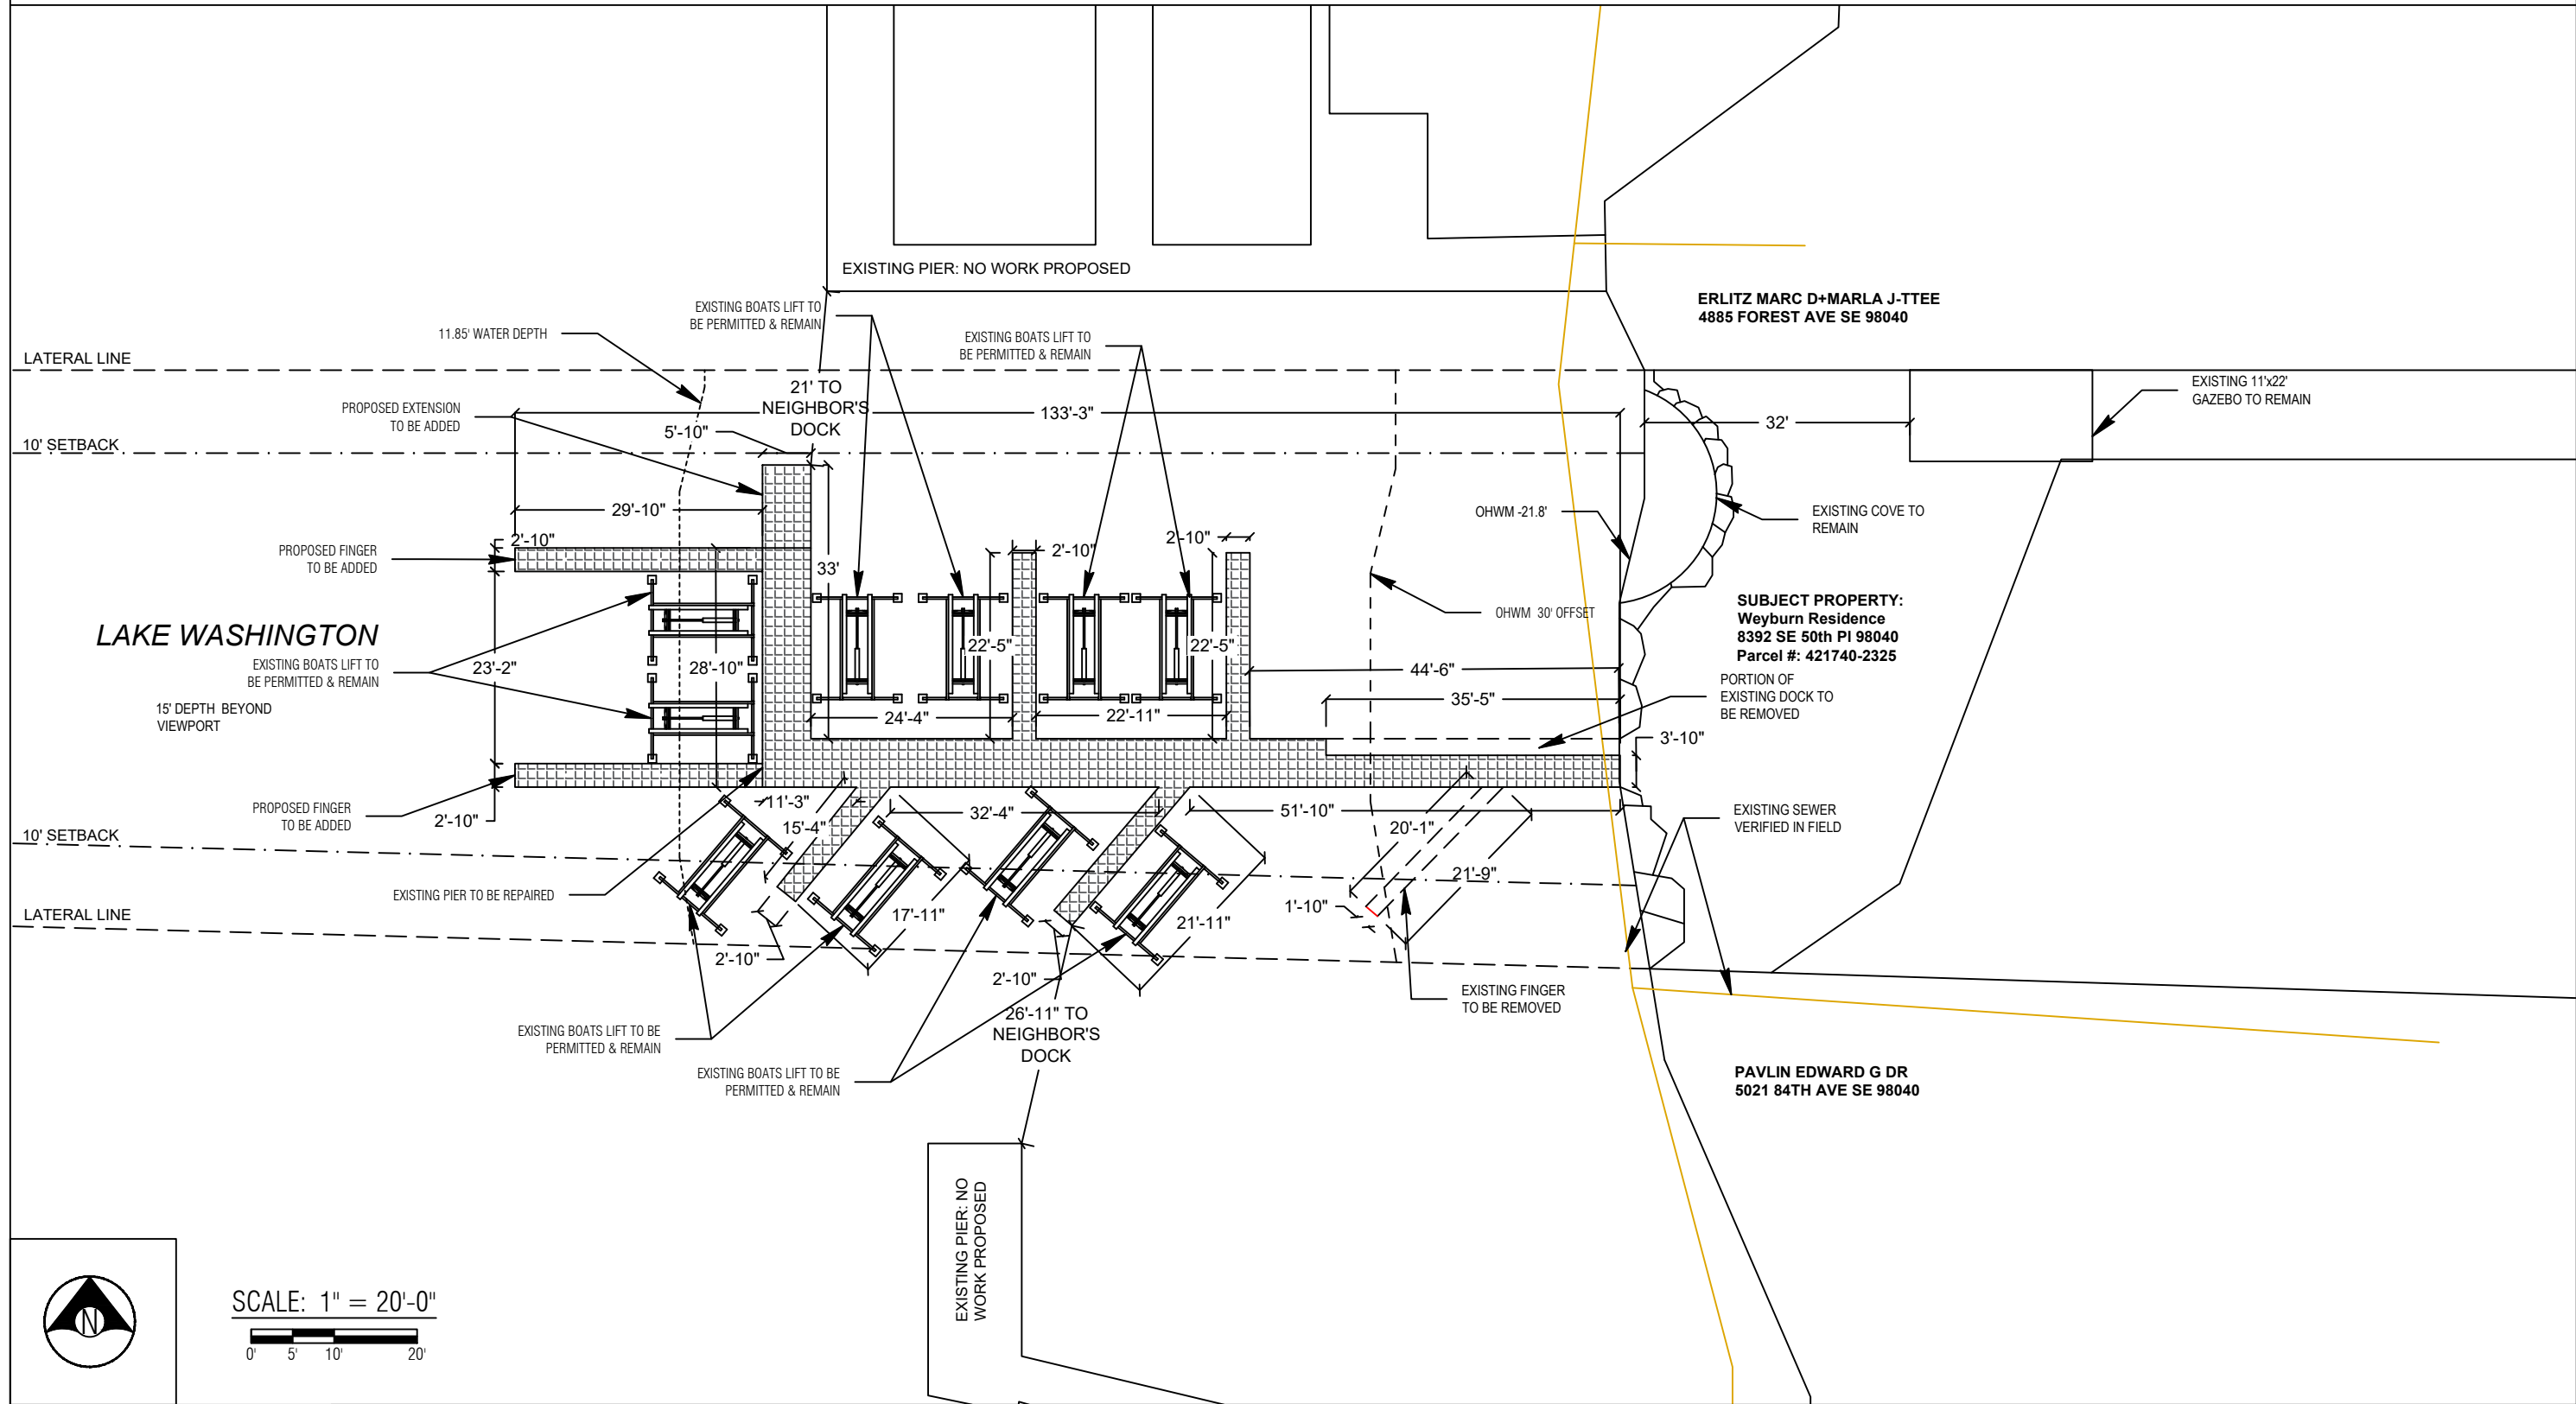 EXISTING PIER: NO WORK PROPOSED
ERLITZ MARC D+MARLA J-TTEE
4885 FOREST AVE SE 98040
EXISTING BOATS LIFT TO
BE PERMITTED & REMAIN
11.85' WATER DEPTH
EXISTING BOATS LIFT TO
BE PERMITTED & REMAIN
LATERAL LINE
21' TO
NEIGHBOR'S
DOCK
EXISTING 11'x22'
GAZEBO TO REMAIN
PROPOSED EXTENSION
TO BE ADDED
133'-3"
32'
5'-10"
10' SETBACK
29'-10"
OHWM -21.8'
EXISTING COVE TO
REMAIN
2'-10"
2'-10"
2'-10"
PROPOSED FINGER
TO BE ADDED
33'
OHWM 30' OFFSET
SUBJECT PROPERTY:
Weyburn Residence
8392 SE 50th Pl 98040
Parcel #: 421740-2325
LAKE WASHINGTON
22'-5"
22'-5"
EXISTING BOATS LIFT TO
BE PERMITTED & REMAIN
23'-2"
28'-10"
44'-6"
35'-5"
PORTION OF
EXISTING DOCK TO
BE REMOVED
15' DEPTH BEYOND
VIEWPORT
24'-4"
22'-11"
3'-10"
PROPOSED FINGER
TO BE ADDED
2'-10"
11'-3"
15'-4"
32'-4"
51'-10"
20'-1"
EXISTING SEWER
VERIFIED IN FIELD
10' SETBACK
EXISTING PIER TO BE REPAIRED
21'-9"
LATERAL LINE
17'-11"
21'-11"
1'-10"
2'-10"
2'-10"
EXISTING FINGER
TO BE REMOVED
26'-11" TO
NEIGHBOR'S
DOCK
EXISTING BOATS LIFT TO BE
PERMITTED & REMAIN
EXISTING BOATS LIFT TO BE
PERMITTED & REMAIN
PAVLIN EDWARD G DR
5021 84TH AVE SE 98040
EXISTING PIER: NO
WORK PROPOSED
N
SCALE: 1" = 20'-0"
0' 5' 10' 20'